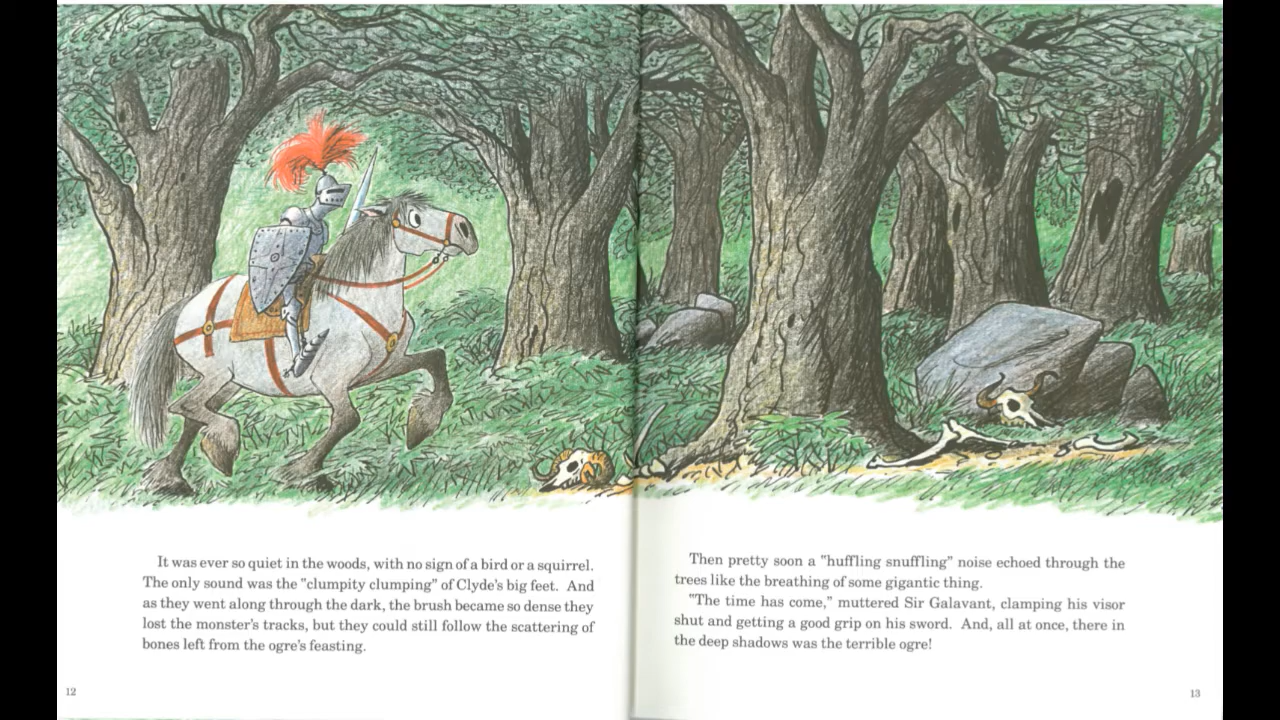 It was ever so quiet in the woods, with no sign of a bird or a squirrel.
The only sound was the "clumpity clumping" of Clyde's big feet. And
as they went along through the dark, the brush became so dense they
lost the monster's tracks, but they could still follow the scattering of
bones left from the ogre's feasting.
12
Then pretty soon a "huffling snuffling" noise echoed through the
trees like the breathing of some gigantic thing.
"The time has come," muttered Sir Galavant, clamping his visor
shut and getting a good grip on his sword. And, all at once, there in
the deep shadows was the terrible ogre!
13